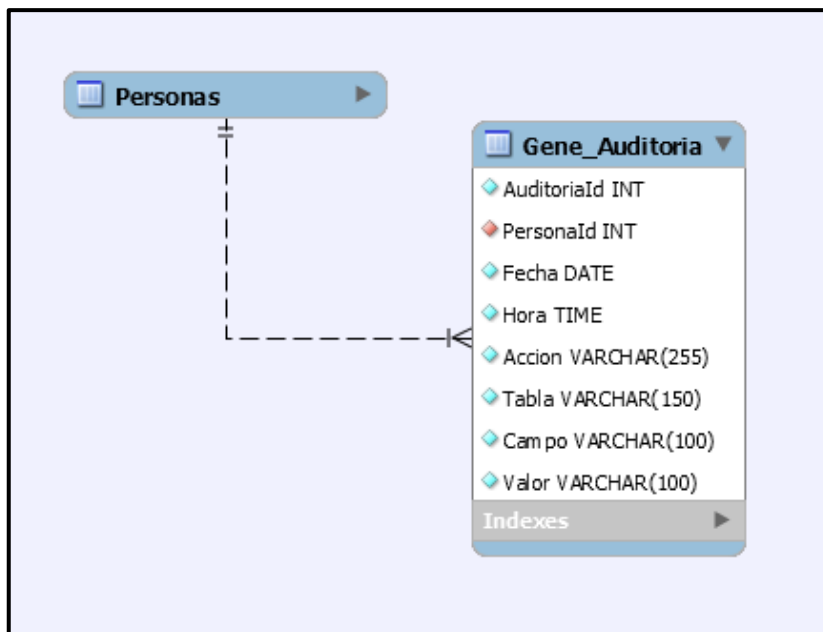 Personas
Gene_Auditoria
AuditoriaId INT
PersonaId INT
Fecha DATE
Hora TIME
Accion VARCHAR(255)
Tabla VARCHAR(150)
Campo VARCHAR(100)
Valor VARCHAR(100)
Indexes